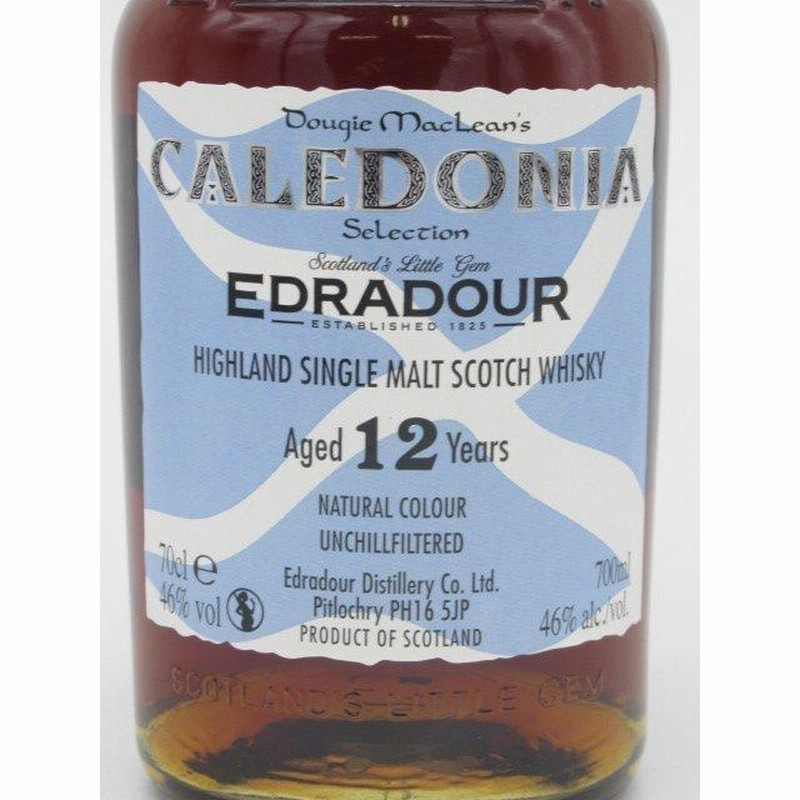 Dougie MacLean's
CALEDONIA
Selection
Scotland's Little Gem
EDRADOUR
ESTABLISHED 1825
HIGHLAND SINGLE MALT SCOTCH WHISKY
Aged 12 Years
NATURAL COLOUR
UNCHILLFILTERED
70cl e
46% vol
Edradour Distillery Co. Ltd.
Pitlochry PH16 5JP
PRODUCT OF SCOTLAND
700ml
46% alc./vol.
SCOTLAND'S LITTLE GEM